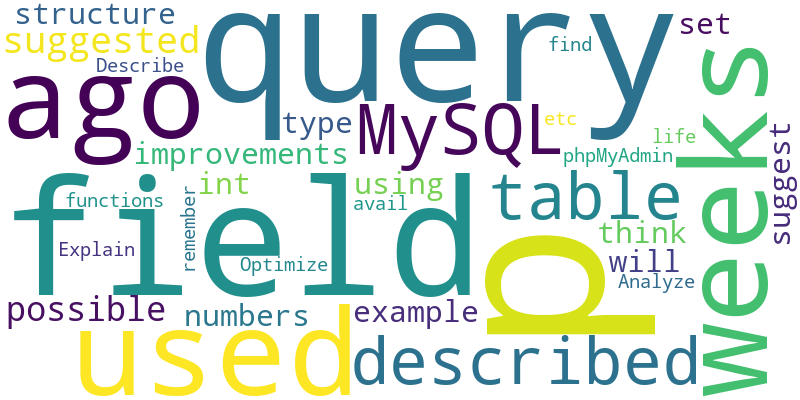 structure
suggested
Describe
query
find
set
ago
type
MySQL
etc
life
improvements
phpMyAdmin
weeks
suggest
field
functions
int
using
avail
remember
table
think
Explain
Optimize
p
will
Analyze
possible
numbers
example
used
described